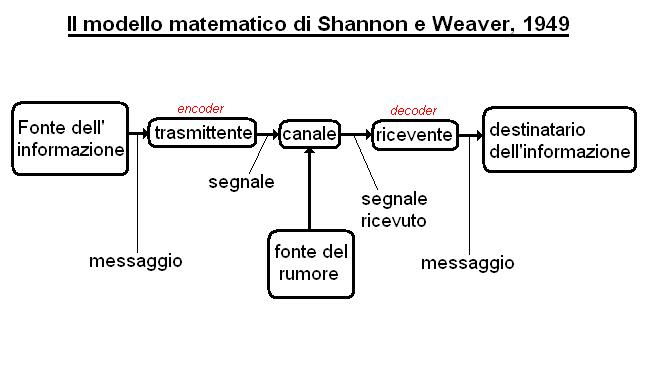 Il modello matematico di Shannon e Weaver, 1949
encoder
decoder
Fonte dell'
informazione
trasmittente
canale
ricevente
destinatario
dell'informazione
segnale
segnale
ricevuto
messaggio
fonte del
rumore
messaggio